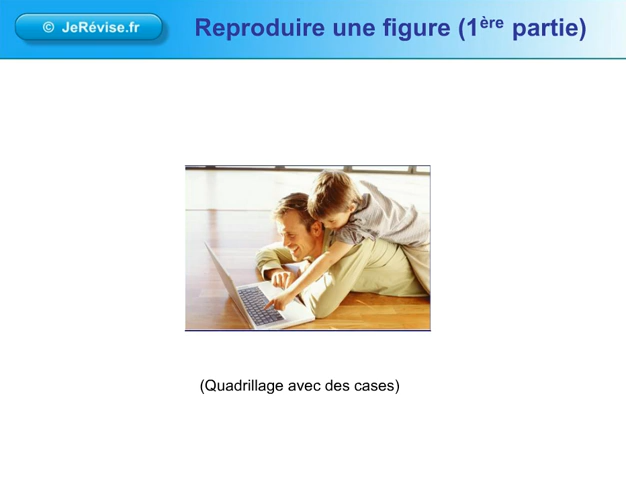 © JeRévise.fr
Reproduire une figure (1ère partie)
(Quadrillage avec des cases)